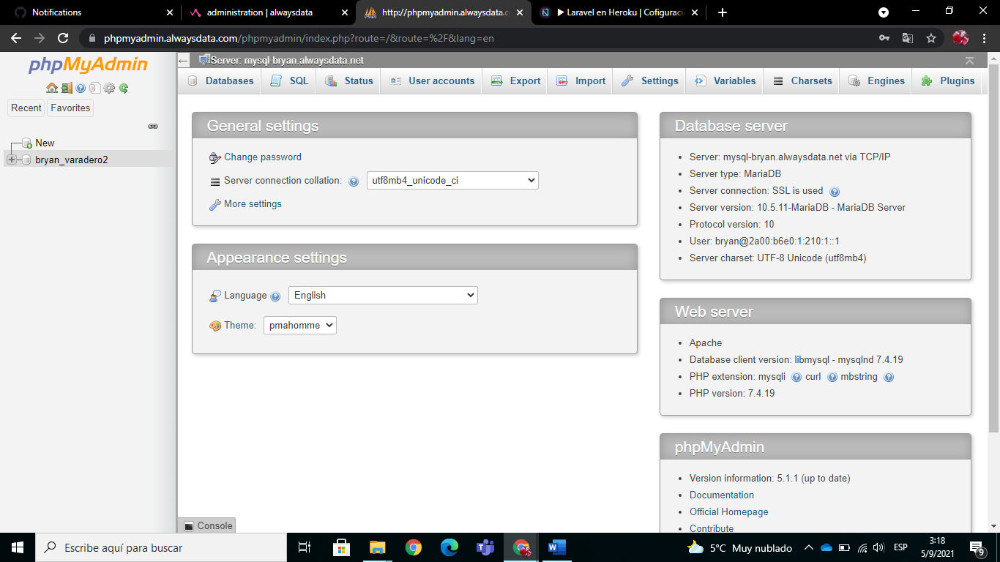 Notifications
administration | alwaysdata
http://phpmyadmin.alwaysdata.c
Laravel en Heroku | Cofiguraci
phpmyadmin.alwaysdata.com/phpmyadmin/index.php?route=/&route=%2F&lang=en
phpMyAdmin
Recent
Favorites
New
bryan_varadero2
Server: mysql-bryan.alwaysdata.net
Databases
SQL
Status
User accounts
Export
Import
Settings
Variables
Charsets
Engines
Plugins
General settings
Change password
Server connection collation:
utf8mb4_unicode_ci
More settings
Appearance settings
Language
English
Theme:
pmahomme
Database server
Server: mysql-bryan.alwaysdata.net via TCP/IP
Server type: MariaDB
Server connection: SSL is used
Server version: 10.5.11-MariaDB - MariaDB Server
Protocol version: 10
User: bryan@2a00:b6e0:1:210:1::1
Server charset: UTF-8 Unicode (utf8mb4)
Web server
Apache
Database client version: libmysql - mysqlnd 7.4.19
PHP extension: mysqli curl mbstring
PHP version: 7.4.19
phpMyAdmin
Version information: 5.1.1 (up to date)
Documentation
Official Homepage
Contribute
Console
Escribe aquí para buscar
5°C Muy nublado
ESP
3:18
5/9/2021
9